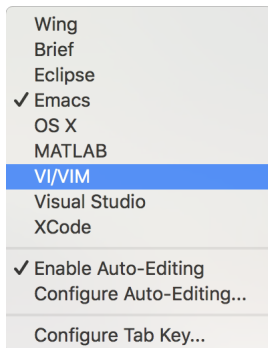 Wing
Brief
Eclipse
✓ Emacs
OS X
MATLAB
VI/VIM
Visual Studio
XCode
✓ Enable Auto-Editing
Configure Auto-Editing...
Configure Tab Key...